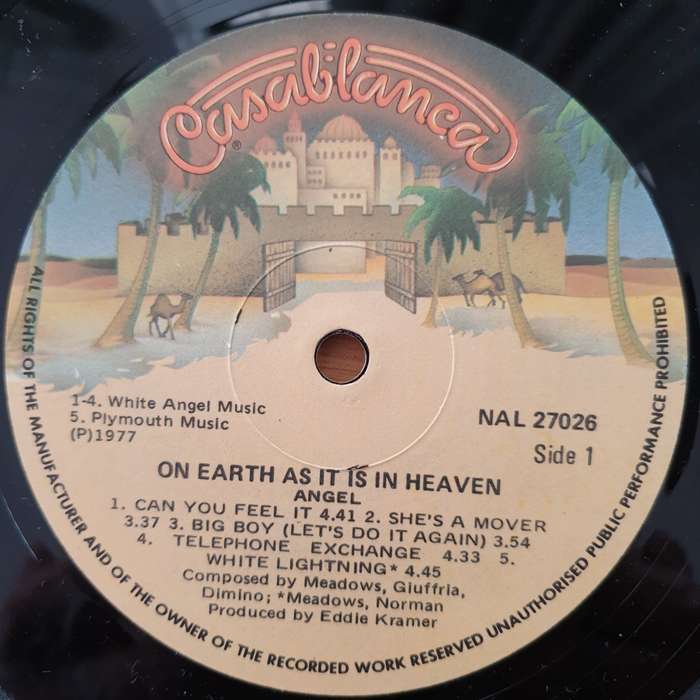 Casablanca
®
1-4. White Angel Music
5. Plymouth Music
(P)1977
NAL 27026
Side 1
ON EARTH AS IT IS IN HEAVEN
ANGEL
1. CAN YOU FEEL IT 4.41 2. SHE'S A MOVER
3.37 3. BIG BOY (LET'S DO IT AGAIN) 3.54
4. TELEPHONE EXCHANGE 4.33 5.
WHITE LIGHTNING* 4.45
Composed by Meadows, Giuffria,
Dimino; *Meadows, Norman
Produced by Eddie Kramer
ALL RIGHTS OF THE MANUFACTURER AND OF THE OWNER OF THE RECORDED WORK RESERVED UNAUTHORISED PUBLIC PERFORMANCE PROHIBITED